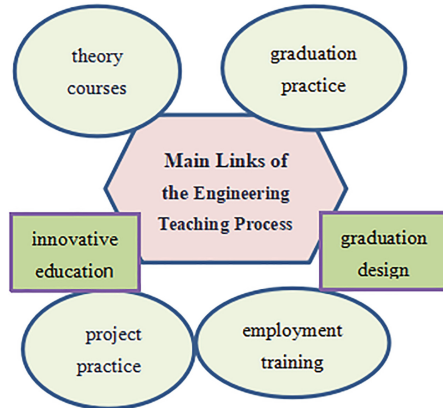 theory
courses
graduation
practice
Main Links of
the Engineering
Teaching Process
innovative
education
graduation
design
project
practice
employment
training